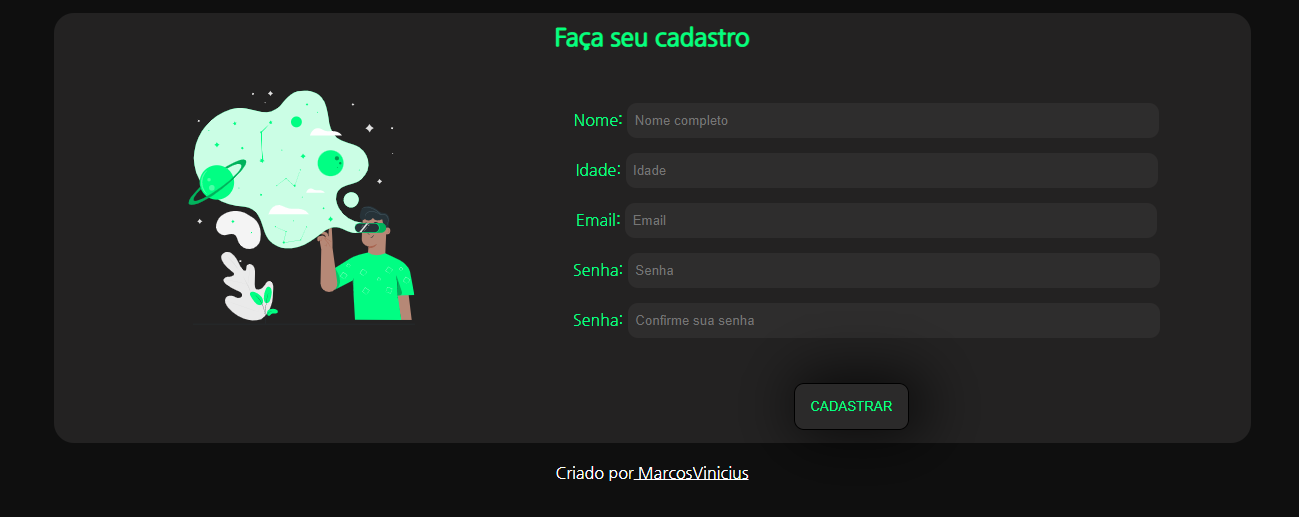 Faça seu cadastro
Nome: Nome completo
Idade: Idade
Email: Email
Senha: Senha
Senha: Confirme sua senha
CADASTRAR
Criado por MarcosVinicius